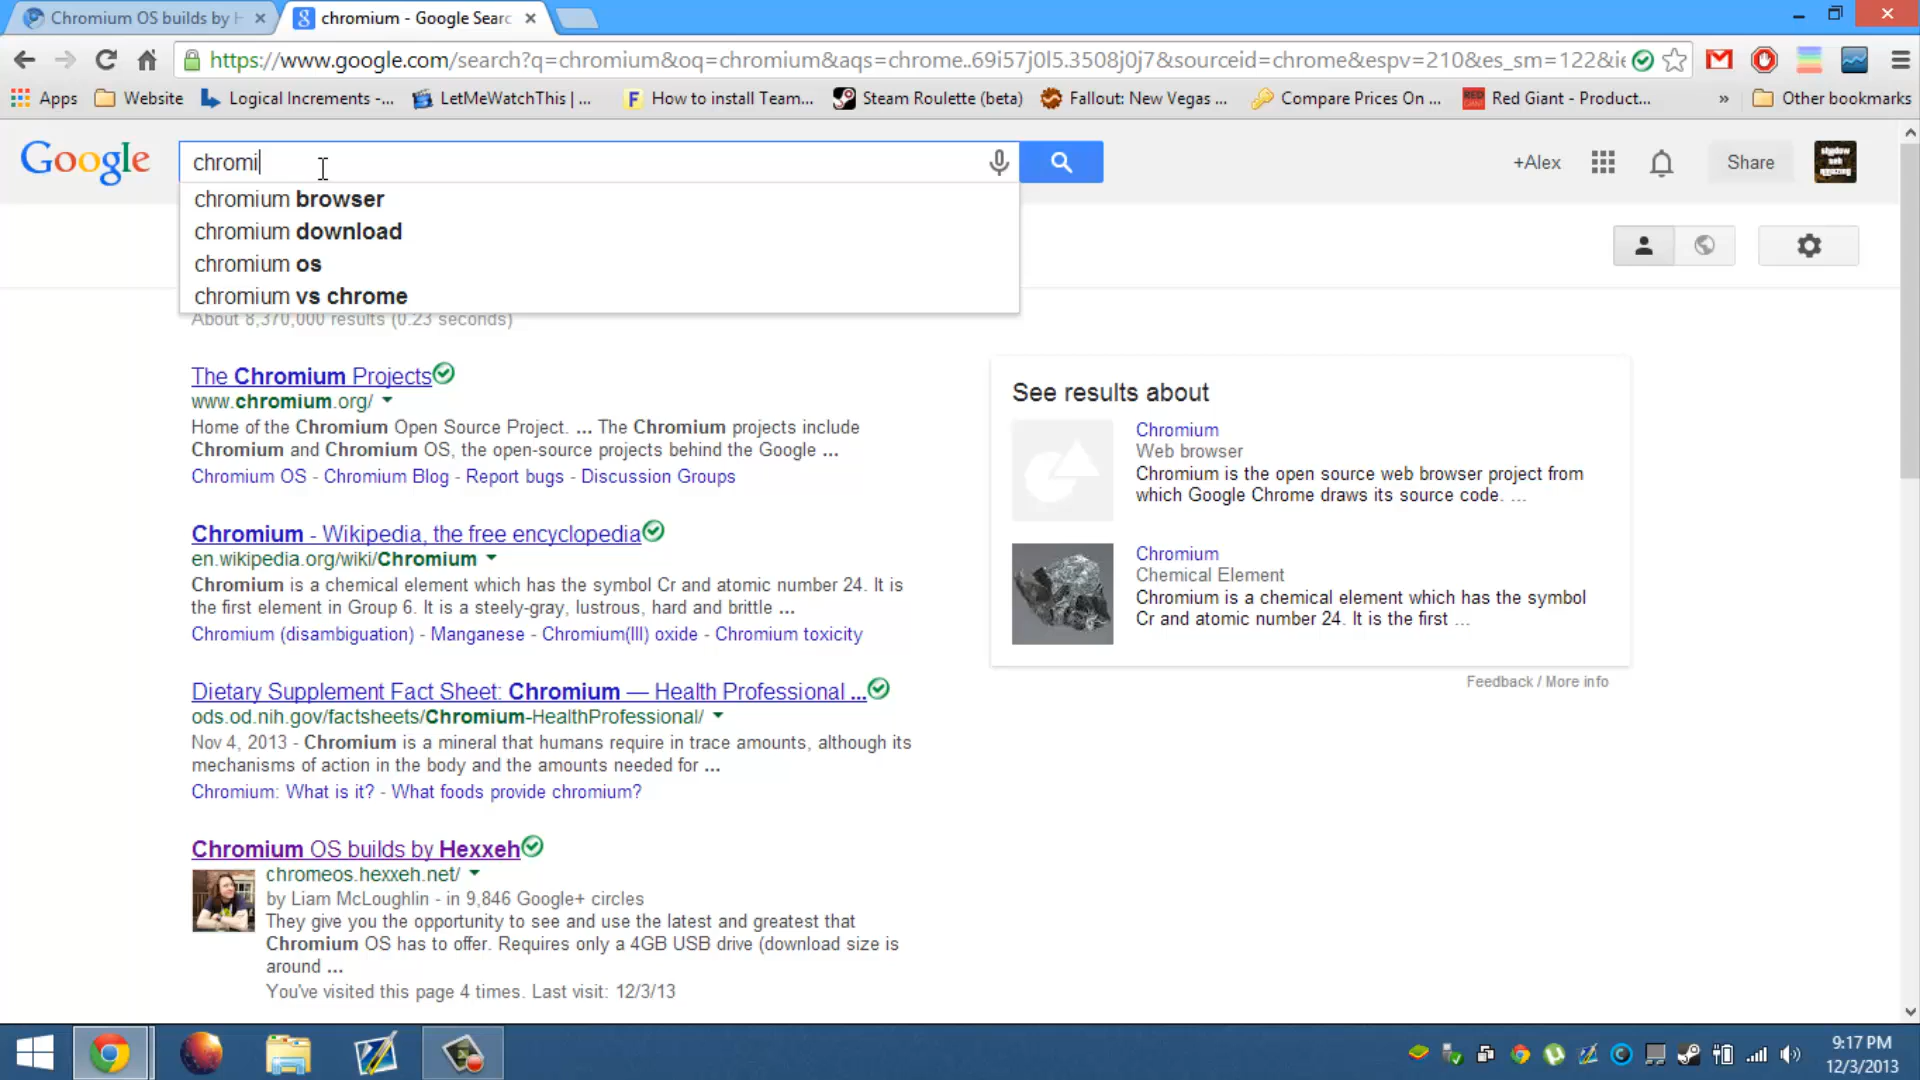 Chromium OS builds by H
chromium - Google Searc
https://www.google.com/search?q=chromium&oq=chromium&aqs=chrome..69i57j0l5.3508j0j7&sourceid=chrome&espv=210&es_sm=122&ie
Apps Website Logical Increments -... LetMeWatchThis | ... How to install Team... Steam Roulette (beta) Fallout: New Vegas ... Compare Prices On ... Red Giant - Product... » Other bookmarks
Google
chromi
+Alex
Share
chromium browser
chromium download
chromium os
chromium vs chrome
About 8,370,000 results (0.23 seconds)
The Chromium Projects
www.chromium.org/
Home of the Chromium Open Source Project. ... The Chromium projects include
Chromium and Chromium OS, the open-source projects behind the Google ...
Chromium OS - Chromium Blog - Report bugs - Discussion Groups
Chromium - Wikipedia, the free encyclopedia
en.wikipedia.org/wiki/Chromium
Chromium is a chemical element which has the symbol Cr and atomic number 24. It is
the first element in Group 6. It is a steely-gray, lustrous, hard and brittle ...
Chromium (disambiguation) - Manganese - Chromium(III) oxide - Chromium toxicity
Dietary Supplement Fact Sheet: Chromium — Health Professional ...
ods.od.nih.gov/factsheets/Chromium-HealthProfessional/
Nov 4, 2013 - Chromium is a mineral that humans require in trace amounts, although its
mechanisms of action in the body and the amounts needed for ...
Chromium: What is it? - What foods provide chromium?
Chromium OS builds by Hexxeh
chromeos.hexxeh.net/
by Liam McLoughlin - in 9,846 Google+ circles
They give you the opportunity to see and use the latest and greatest that
Chromium OS has to offer. Requires only a 4GB USB drive (download size is
around ...
You've visited this page 4 times. Last visit: 12/3/13
See results about
Chromium
Web browser
Chromium is the open source web browser project from
which Google Chrome draws its source code. ...
Chromium
Chemical Element
Chromium is a chemical element which has the symbol
Cr and atomic number 24. It is the first ...
Feedback / More info
9:17 PM
12/3/2013